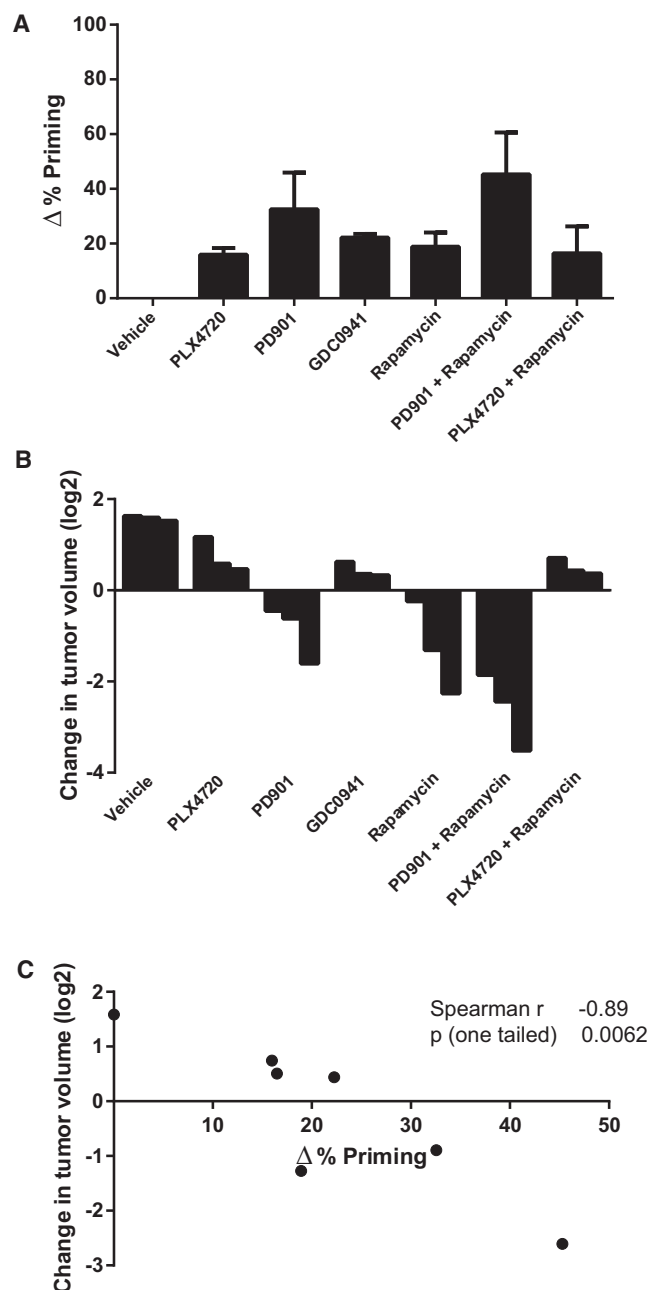 A
Δ % Priming
100
80
60
40
20
0
Vehicle
PLX4720
PD901
GDC0941
Rapamycin
PD901 + Rapamycin
PLX4720 + Rapamycin
B
Change in tumor volume (log2)
2
0
-2
-4
Vehicle
PLX4720
PD901
GDC0941
Rapamycin
PD901 + Rapamycin
PLX4720 + Rapamycin
C
Change in tumor volume (log2)
2
1
0
-1
-2
-3
Spearman r -0.89
p (one tailed) 0.0062
10 20 30 40 50
Δ % Priming